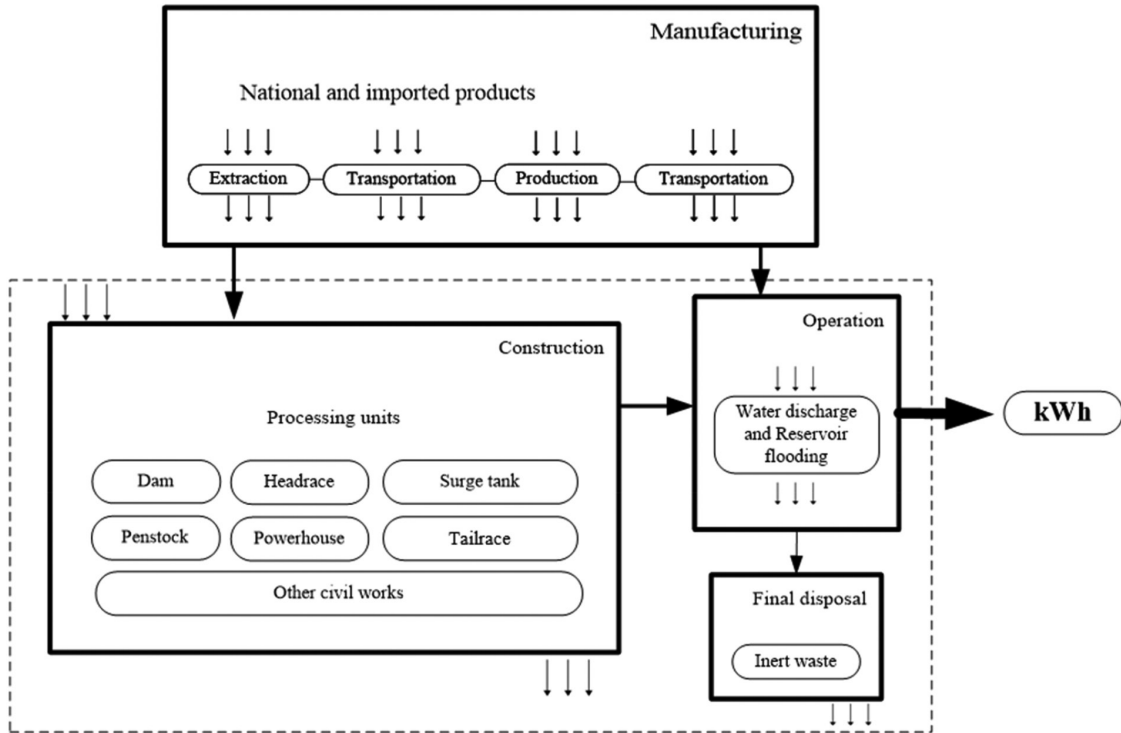 Manufacturing
National and imported products
Extraction
Transportation
Production
Transportation
Construction
Processing units
Dam
Headrace
Surge tank
Penstock
Powerhouse
Tailrace
Other civil works
Operation
Water discharge
and Reservoir
flooding
kWh
Final disposal
Inert waste